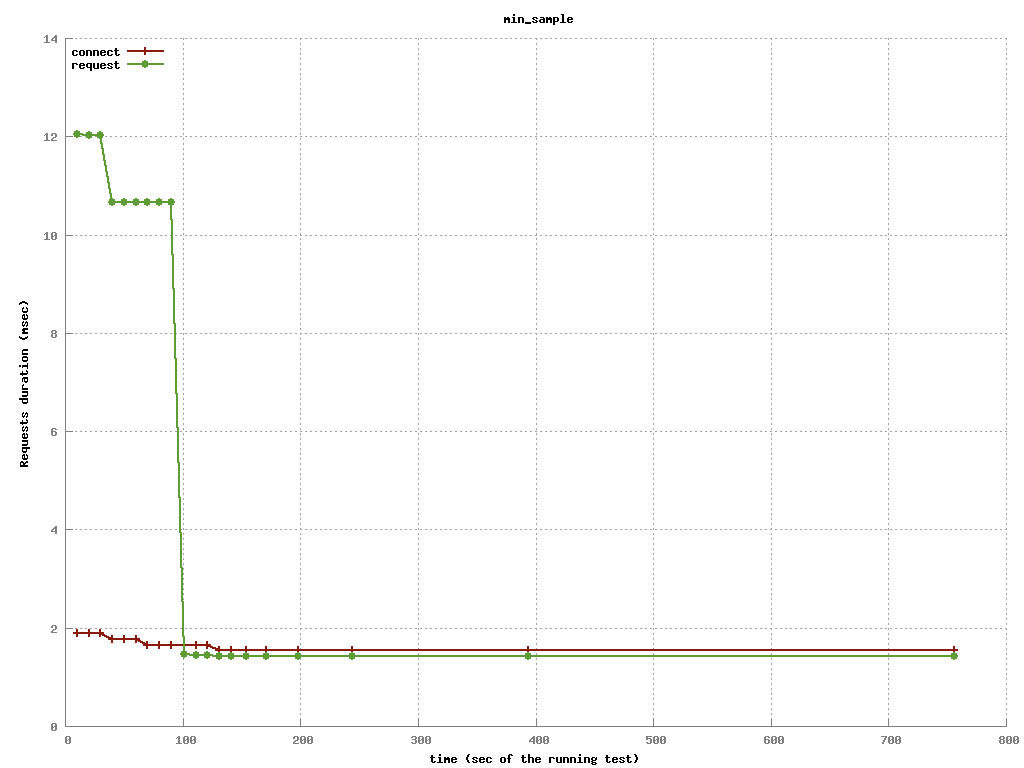 min_sample
connect
request
14
12
10
8
6
4
2
0
Requests duration (msec)
0 100 200 300 400 500 600 700 800
time (sec of the running test)